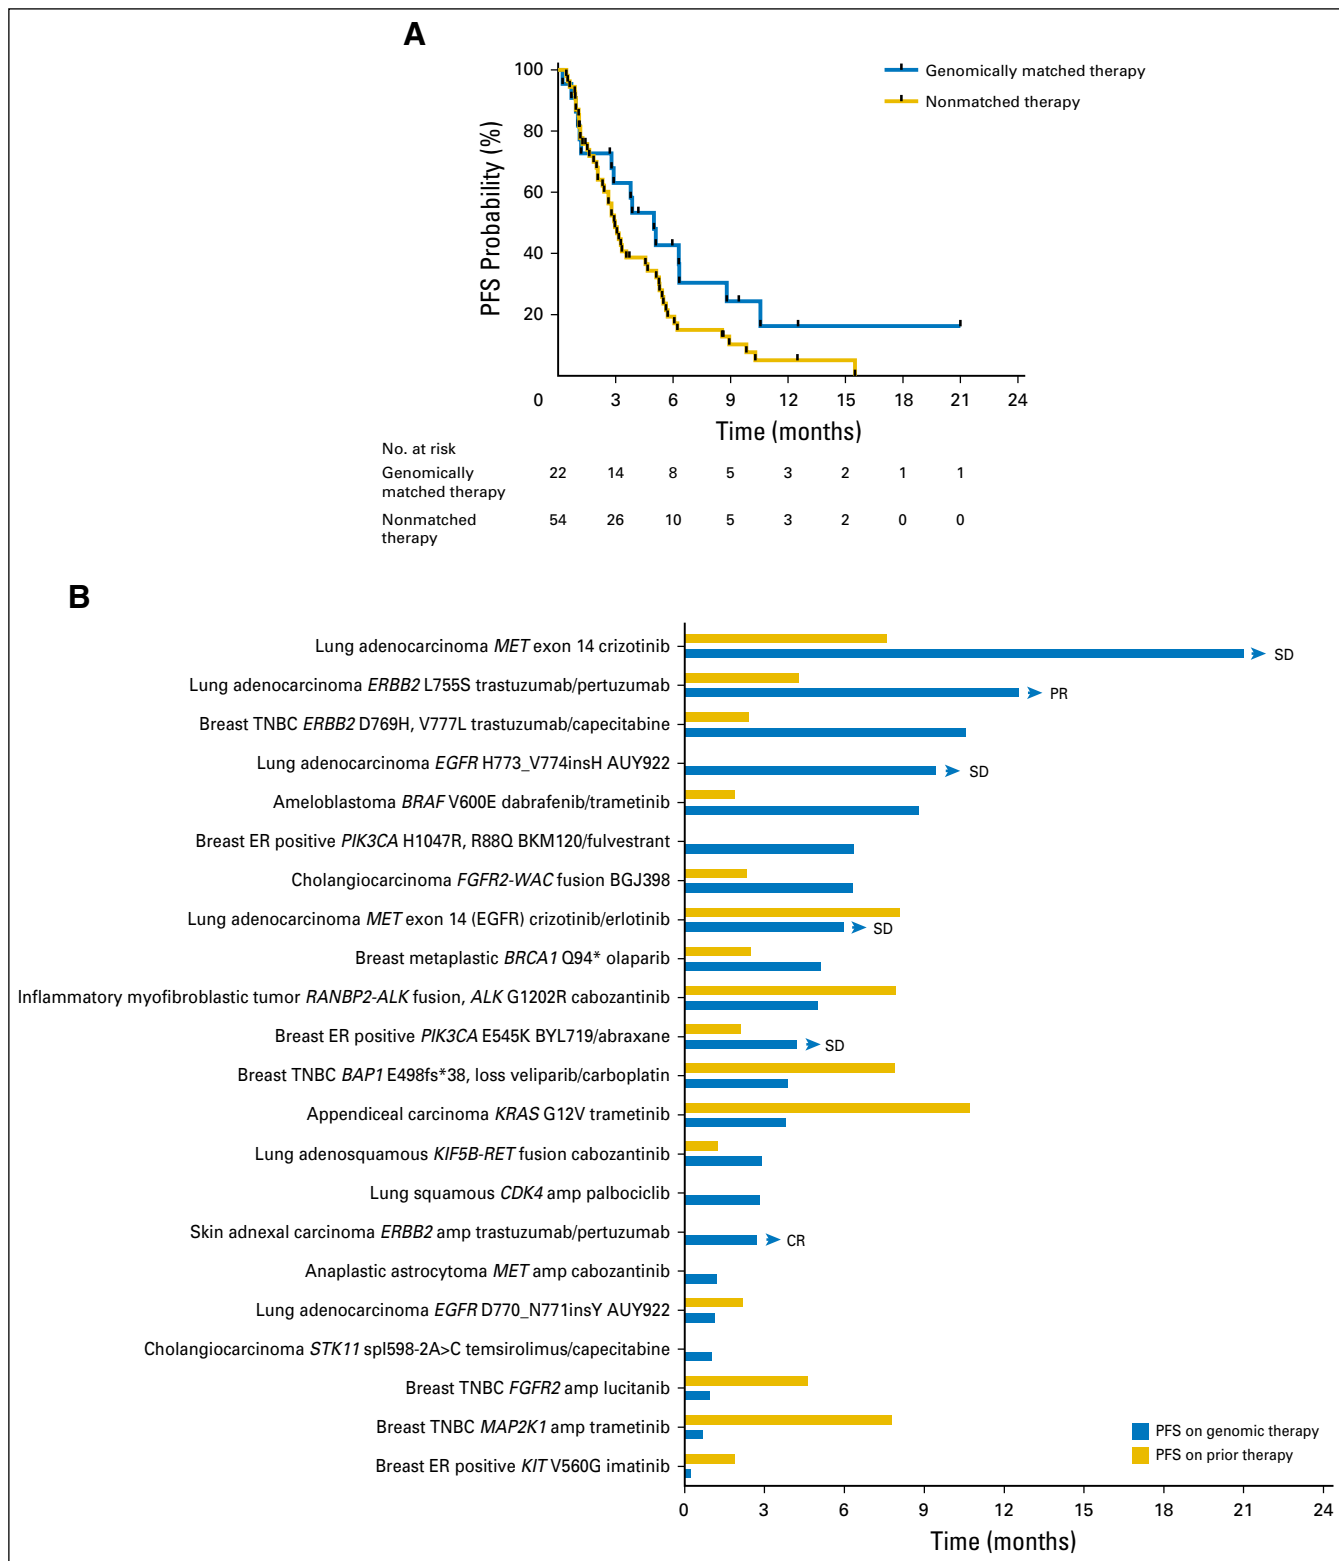 A
100
80
60
40
20
PFS Probability (%)
Genomically matched therapy
Nonmatched therapy
0 3 6 9 12 15 18 21 24
Time (months)
No. at risk
Genomically
matched therapy
22 14 8 5 3 2 1 1
Nonmatched
therapy
54 26 10 5 3 2 0 0
B
Lung adenocarcinoma MET exon 14 crizotinib
SD
Lung adenocarcinoma ERBB2 L755S trastuzumab/pertuzumab
PR
Breast TNBC ERBB2 D769H, V777L trastuzumab/capecitabine
Lung adenocarcinoma EGFR H773_V774insH AUY922
SD
Ameloblastoma BRAF V600E dabrafenib/trametinib
Breast ER positive PIK3CA H1047R, R88Q BKM120/fulvestrant
Cholangiocarcinoma FGFR2-WAC fusion BGJ398
Lung adenocarcinoma MET exon 14 (EGFR) crizotinib/erlotinib
SD
Breast metaplastic BRCA1 Q94* olaparib
Inflammatory myofibroblastic tumor RANBP2-ALK fusion, ALK G1202R cabozantinib
Breast ER positive PIK3CA E545K BYL719/abraxane
SD
Breast TNBC BAP1 E498fs*38, loss veliparib/carboplatin
Appendiceal carcinoma KRAS G12V trametinib
Lung adenosquamous KIF5B-RET fusion cabozantinib
Lung squamous CDK4 amp palbociclib
Skin adnexal carcinoma ERBB2 amp trastuzumab/pertuzumab
CR
Anaplastic astrocytoma MET amp cabozantinib
Lung adenocarcinoma EGFR D770_N771insY AUY922
Cholangiocarcinoma STK11 spl598-2A>C temsirolimus/capecitabine
Breast TNBC FGFR2 amp lucitanib
Breast TNBC MAP2K1 amp trametinib
Breast ER positive KIT V560G imatinib
PFS on genomic therapy
PFS on prior therapy
0 3 6 9 12 15 18 21 24
Time (months)